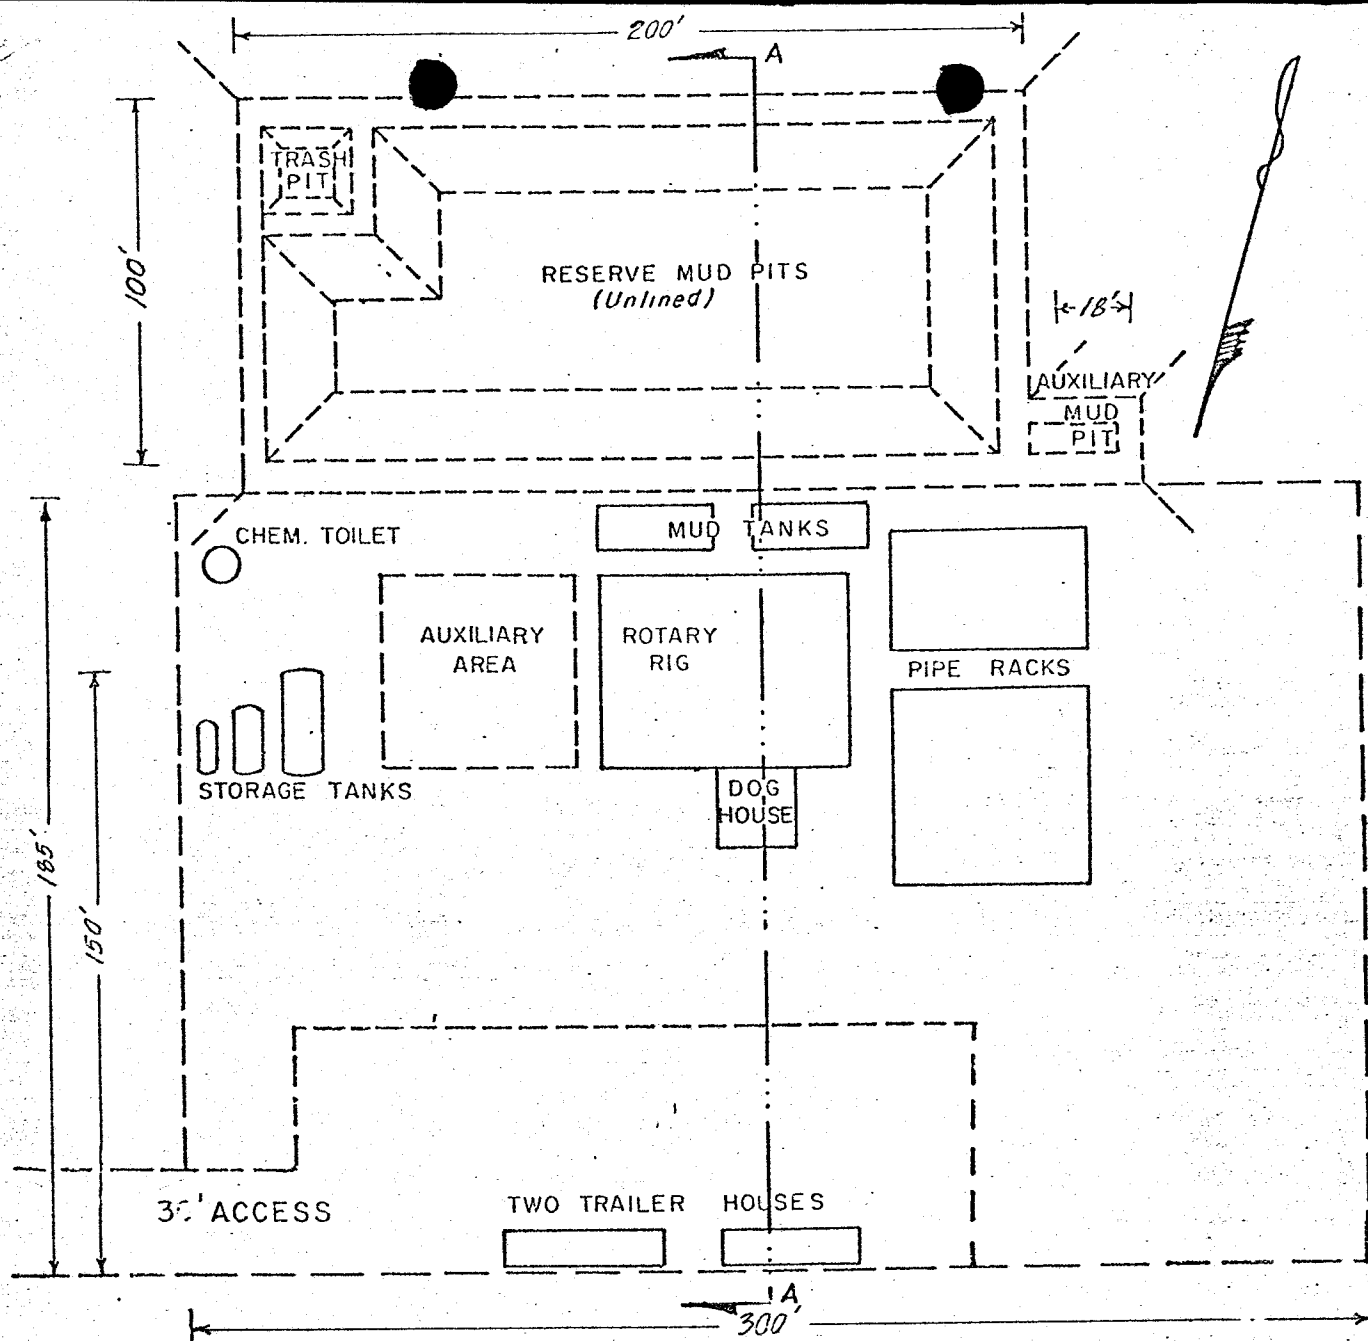 200'
A
TRASH
PIT
100'
RESERVE MUD PITS
(Unlined)
18'
AUXILIARY
MUD
PIT
CHEM. TOILET
MUD TANKS
AUXILIARY
AREA
ROTARY
RIG
PIPE RACKS
STORAGE TANKS
DOG
HOUSE
185'
150'
ACCESS
TWO TRAILER HOUSES
A
300'